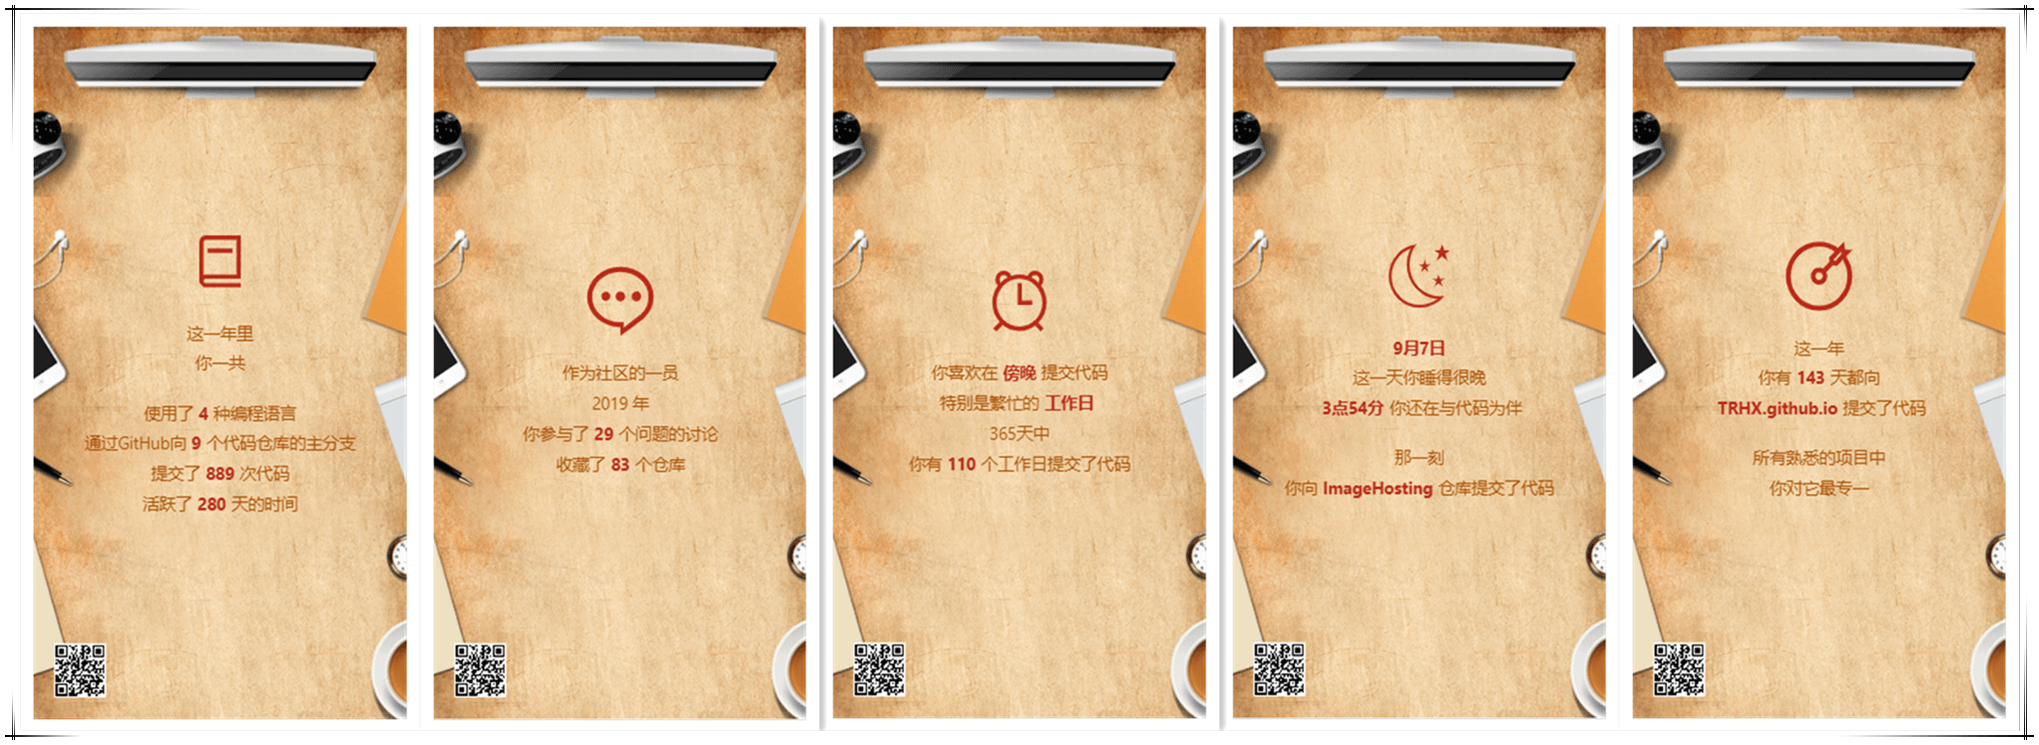 这一年里
你一共
使用了 4 种编程语言
通过GitHub向 9 个代码仓库的主分支
提交了 889 次代码
活跃了 280 天的时间
作为社区的一员
2019 年
你参与了 29 个问题的讨论
收藏了 83 个仓库
你喜欢在 傍晚 提交代码
特别是繁忙的 工作日
365天中
你有 110 个工作日提交了代码
9月7日
这一天你睡得很晚
3点54分 你还在与代码为伴
那一刻
你向 ImageHosting 仓库提交了代码
这一年
你有 143 天都向
TRHX.github.io 提交了代码
所有熟悉的项目中
你对它最专一